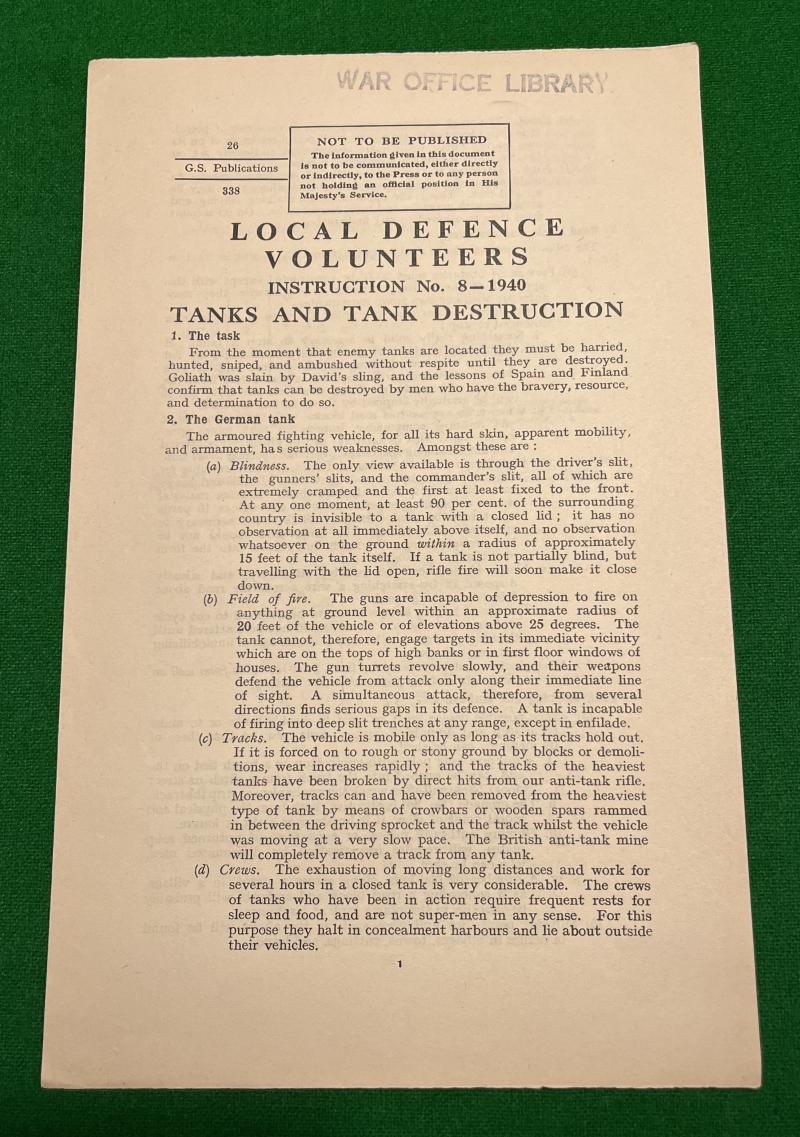 WAR OFFICE LIBRARY.
26
G.S. Publications
338
NOT TO BE PUBLISHED
The information given in this document
is not to be communicated, either directly
or indirectly, to the Press or to any person
not holding an official position in His
Majesty's Service.
LOCAL DEFENCE
VOLUNTEERS
INSTRUCTION No. 8—1940
TANKS AND TANK DESTRUCTION
1. The task
From the moment that enemy tanks are located they must be harried,
hunted, sniped, and ambushed without respite until they are destroyed.
Goliath was slain by David's sling, and the lessons of Spain and Finland
confirm that tanks can be destroyed by men who have the bravery, resource,
and determination to do so.
2. The German tank
The armoured fighting vehicle, for all its hard skin, apparent mobility,
and armament, has serious weaknesses. Amongst these are :
(a) Blindness. The only view available is through the driver's slit,
the gunners' slits, and the commander's slit, all of which are
extremely cramped and the first at least fixed to the front.
At any one moment, at least 90 per cent. of the surrounding
country is invisible to a tank with a closed lid ; it has no
observation at all immediately above itself, and no observation
whatsoever on the ground within a radius of approximately
15 feet of the tank itself. If a tank is not partially blind, but
travelling with the lid open, rifle fire will soon make it close
down.
(b) Field of fire. The guns are incapable of depression to fire on
anything at ground level within an approximate radius of
20 feet of the vehicle or of elevations above 25 degrees. The
tank cannot, therefore, engage targets in its immediate vicinity
which are on the tops of high banks or in first floor windows of
houses. The gun turrets revolve slowly, and their weapons
defend the vehicle from attack only along their immediate line
of sight. A simultaneous attack, therefore, from several
directions finds serious gaps in its defence. A tank is incapable
of firing into deep slit trenches at any range, except in enfilade.
(c) Tracks. The vehicle is mobile only as long as its tracks hold out.
If it is forced on to rough or stony ground by blocks or demoli-
tions, wear increases rapidly ; and the tracks of the heaviest
tanks have been broken by direct hits from our anti-tank rifle.
Moreover, tracks can and have been removed from the heaviest
type of tank by means of crowbars or wooden spars rammed
in between the driving sprocket and the track whilst the vehicle
was moving at a very slow pace. The British anti-tank mine
will completely remove a track from any tank.
(d) Crews. The exhaustion of moving long distances and work for
several hours in a closed tank is very considerable. The crews
of tanks who have been in action require frequent rests for
sleep and food, and are not super-men in any sense. For this
purpose they halt in concealment harbours and lie about outside
their vehicles.
1